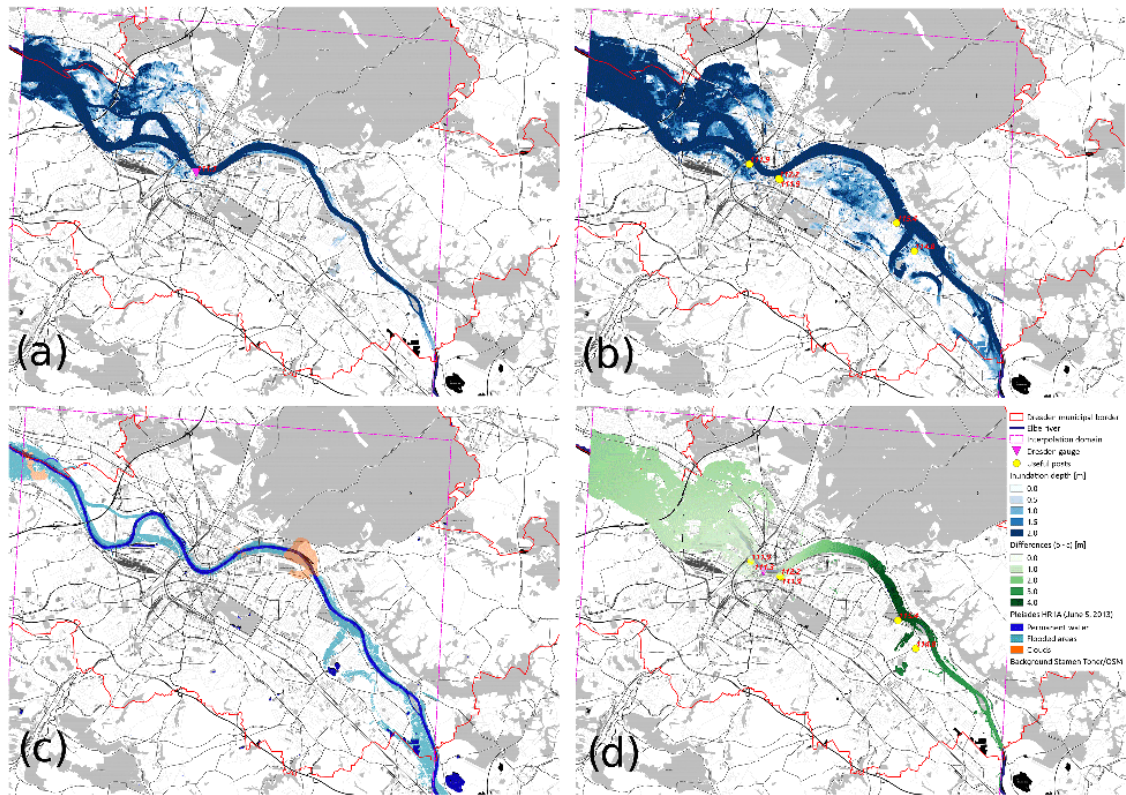 (a)
(b)
(c)
(d)
Dresden municipal border
Elbe river
Interpolation domain
Dresden gauge
Useful posts
Inundation depth [m]
0.0
0.5
1.0
1.5
2.0
Differences (b - c) [m]
0.0
1.0
2.0
3.0
4.0
Pleiades HR 1A (June 5, 2013)
Permanent water
Flooded areas
Clouds
Background Stamen Toner/OSM